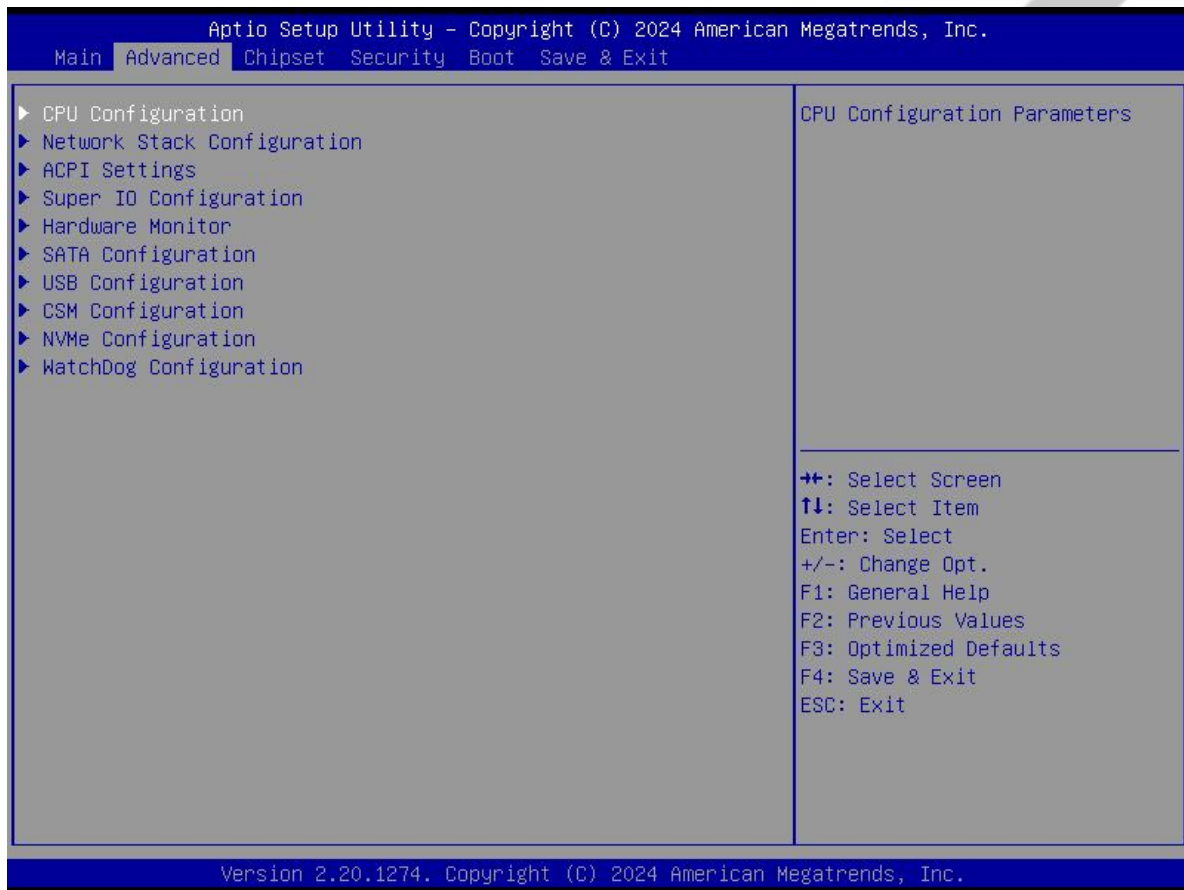 Aptio Setup Utility – Copyright (C) 2024 American Megatrends, Inc.
Main Advanced Chipset Security Boot Save & Exit
▶ CPU Configuration
▶ Network Stack Configuration
▶ ACPI Settings
▶ Super IO Configuration
▶ Hardware Monitor
▶ SATA Configuration
▶ USB Configuration
▶ CSM Configuration
▶ NVMe Configuration
▶ WatchDog Configuration
CPU Configuration Parameters
→←: Select Screen
↑↓: Select Item
Enter: Select
+/-: Change Opt.
F1: General Help
F2: Previous Values
F3: Optimized Defaults
F4: Save & Exit
ESC: Exit
Version 2.20.1274. Copyright (C) 2024 American Megatrends, Inc.